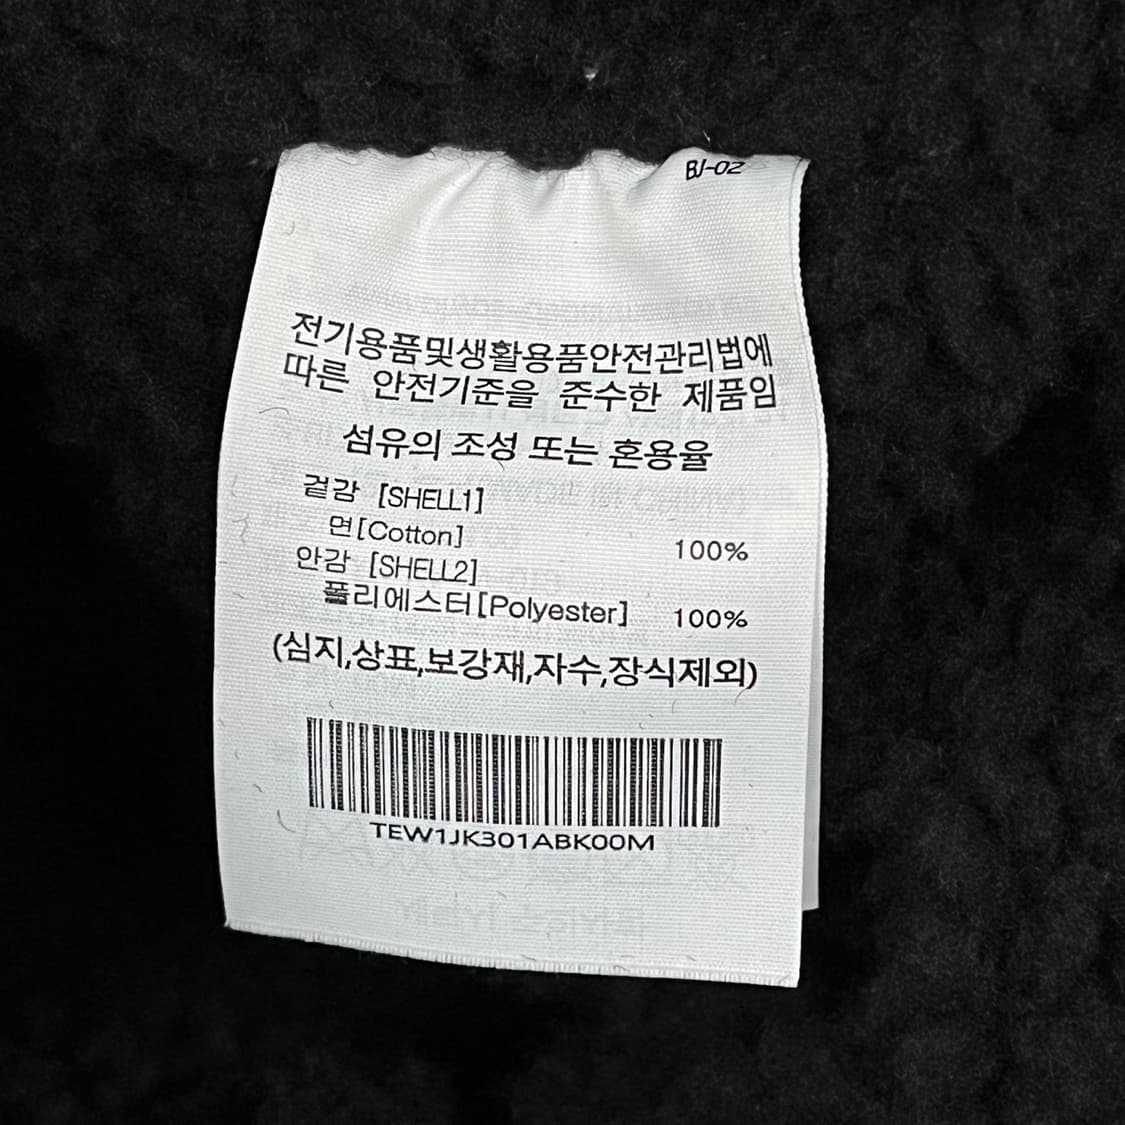 BJ-02
전기용품및생활용품안전관리법에
따른 안전기준을 준수한 제품임
섬유의 조성 또는 혼용율
겉감 [SHELL1]
면[Cotton] 100%
안감 [SHELL2]
폴리에스터[Polyester] 100%
(심지,상표,보강재,자수,장식제외)
TEW1JK301ABK00M